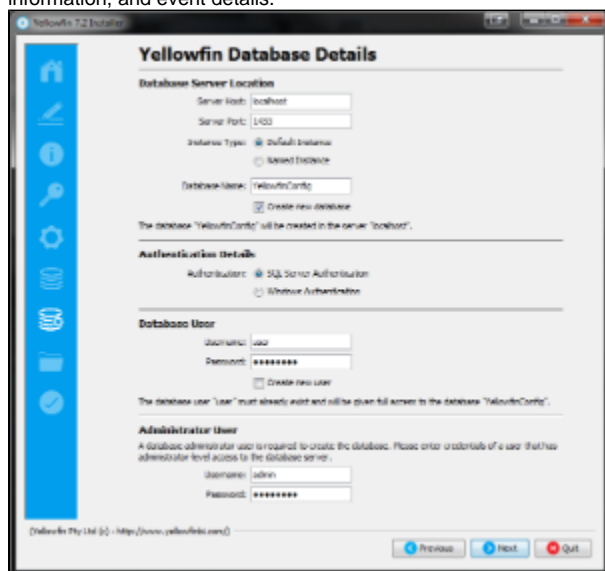 information, and event details.
Yellowfin 7.2 Installer
Yellowfin Database Details
Database Server Location
Server Host: localhost
Server Port: 1433
Instance Type: Default Instance
Named Instance
Database Name: YellowfinConfig
Create new database
The database "YellowfinConfig" will be created in the server "localhost".
Authentication Details
Authentication: SQL Server Authentication
Windows Authentication
Database User
Username: user
Password: ********
Create new user
The database user "user" must already exist and will be given full access to the database "YellowfinConfig".
Administrator User
A database administrator user is required to create the database. Please enter credentials of a user that has
administrator level access to the database server.
Username: admin
Password: ********
(Yellowfin Pty Ltd (c) - http://www.yellowfinbi.com/)
Previous Next Quit